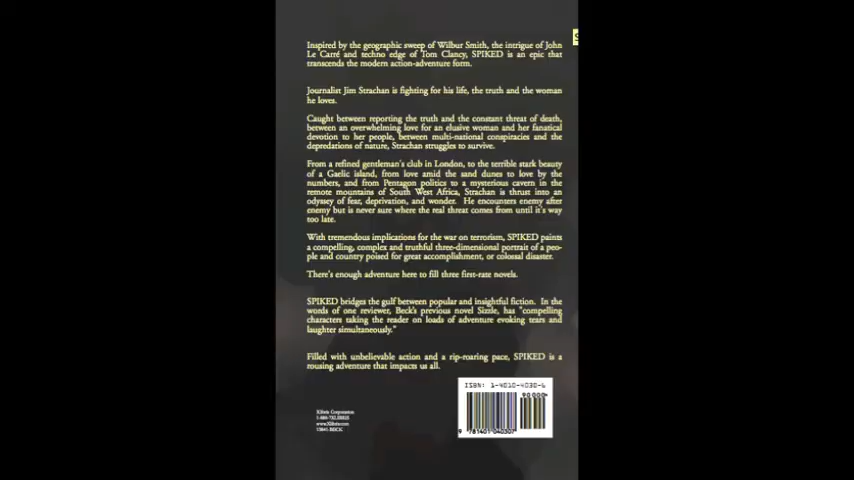 Inspired by the geographic sweep of Wilbur Smith, the intrigue of John
Le Carré and techno edge of Tom Clancy, SPIKED is an epic that
transcends the modern action-adventure form.
Journalist Jim Strachan is fighting for his life, the truth and the woman
he loves.
Caught between reporting the truth and the constant threat of death,
between an overwhelming love for an elusive woman and her fanatical
devotion to her people, between multi-national conspiracies and the
depredations of nature, Strachan struggles to survive.
From a refined gentleman's club in London, to the terrible stark beauty
of a Gaelic island, from love amid the sand dunes to love by the
numbers, and from Pentagon politics to a mysterious cavern in the
remote mountains of South West Africa, Strachan is thrust into an
odyssey of fear, deprivation, and wonder. He encounters enemy after
enemy but is never sure where the real threat comes from until it's way
too late.
With tremendous implications for the war on terrorism, SPIKED paints
a compelling, complex and truthful three-dimensional portrait of a peo-
ple and country poised for great accomplishment, or colossal disaster.
There's enough adventure here to fill three first-rate novels.
SPIKED bridges the gulf between popular and insightful fiction. In the
words of one reviewer, Beck's previous novel Sizzle, has "compelling
characters taking the reader on loads of adventure evoking tears and
laughter simultaneously."
Filled with unbelievable action and a rip-roaring pace, SPIKED is a
rousing adventure that impacts us all.
ISBN: 1-4010-4030-6
90000
9 781401 040307
Xlibris Corporation
www.Xlibris.com